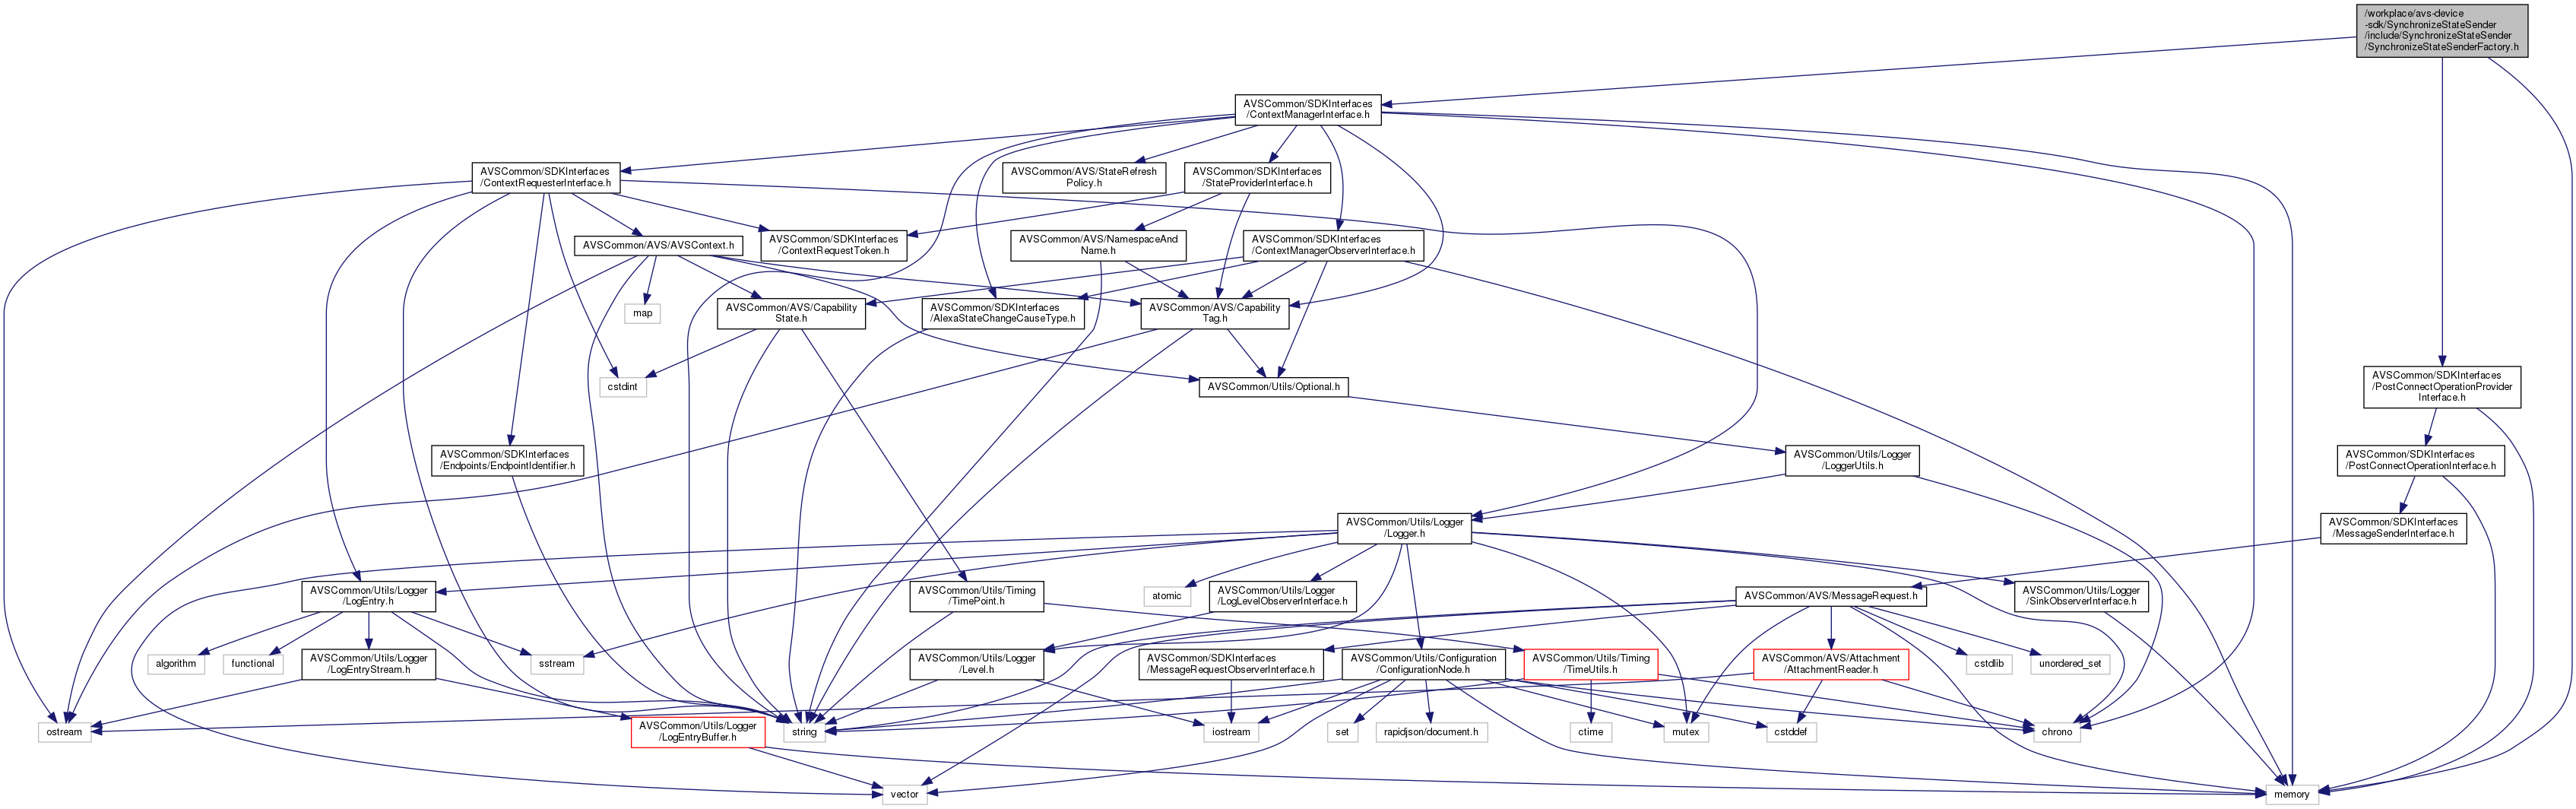 /workplace/avs-device
-sdk/SynchronizeStateSender
/include/SynchronizeStateSender
/SynchronizeStateSenderFactory.h
AVSCommon/SDKInterfaces
/ContextManagerInterface.h
AVSCommon/SDKInterfaces
/ContextRequesterInterface.h
AVSCommon/AVS/StateRefresh
Policy.h
AVSCommon/SDKInterfaces
/StateProviderInterface.h
AVSCommon/AVS/AVSContext.h
AVSCommon/SDKInterfaces
/ContextRequestToken.h
AVSCommon/AVS/NamespaceAnd
Name.h
AVSCommon/SDKInterfaces
/ContextManagerObserverInterface.h
map
AVSCommon/AVS/Capability
State.h
AVSCommon/SDKInterfaces
/AlexaStateChangeCauseType.h
AVSCommon/AVS/Capability
Tag.h
cstdint
AVSCommon/Utils/Optional.h
AVSCommon/SDKInterfaces
/PostConnectOperationProvider
Interface.h
AVSCommon/SDKInterfaces
/Endpoints/EndpointIdentifier.h
AVSCommon/Utils/Logger
/LoggerUtils.h
AVSCommon/SDKInterfaces
/PostConnectOperationInterface.h
AVSCommon/Utils/Logger
/Logger.h
AVSCommon/SDKInterfaces
/MessageSenderInterface.h
AVSCommon/Utils/Logger
/LogEntry.h
AVSCommon/Utils/Timing
/TimePoint.h
atomic
AVSCommon/Utils/Logger
/LogLevelObserverInterface.h
AVSCommon/AVS/MessageRequest.h
AVSCommon/Utils/Logger
/SinkObserverInterface.h
algorithm
functional
AVSCommon/Utils/Logger
/LogEntryStream.h
sstream
AVSCommon/Utils/Logger
/Level.h
AVSCommon/SDKInterfaces
/MessageRequestObserverInterface.h
AVSCommon/Utils/Configuration
/ConfigurationNode.h
AVSCommon/Utils/Timing
/TimeUtils.h
AVSCommon/AVS/Attachment
/AttachmentReader.h
cstdlib
unordered_set
ostream
AVSCommon/Utils/Logger
/LogEntryBuffer.h
string
iostream
set
rapidjson/document.h
ctime
mutex
cstddef
chrono
vector
memory